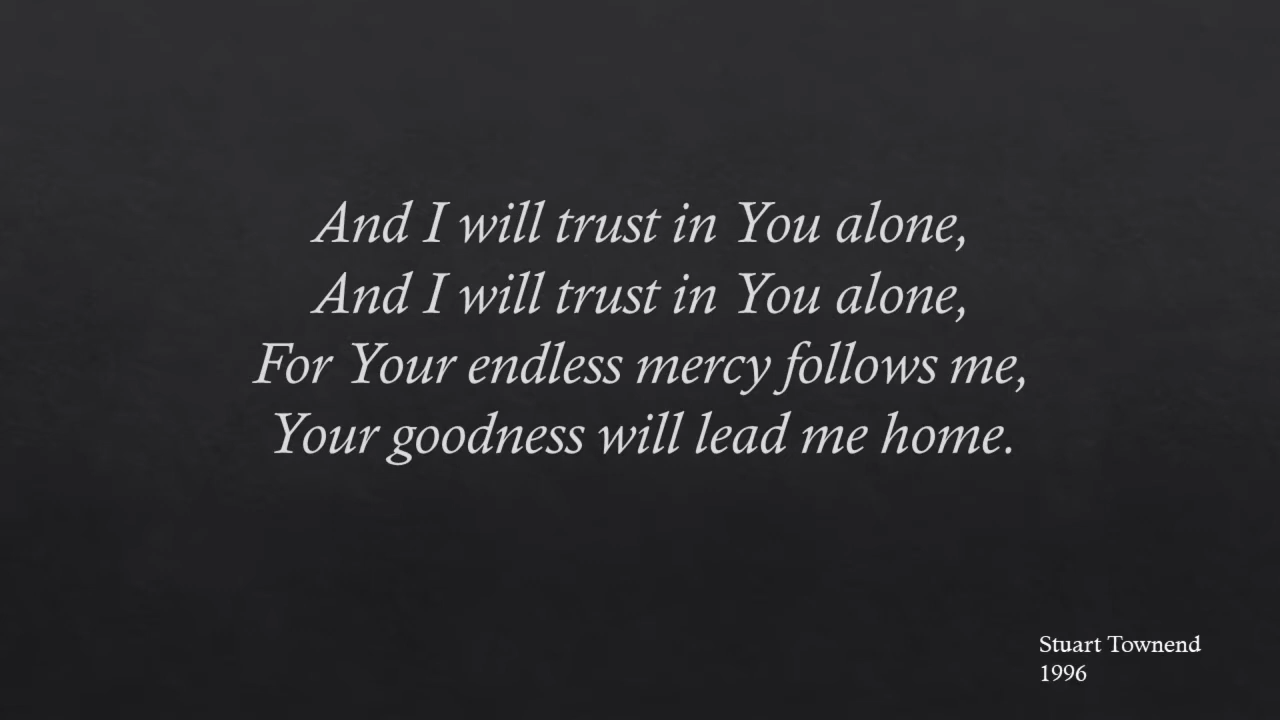 And I will trust in You alone,
And I will trust in You alone,
For Your endless mercy follows me,
Your goodness will lead me home.
Stuart Townend
1996